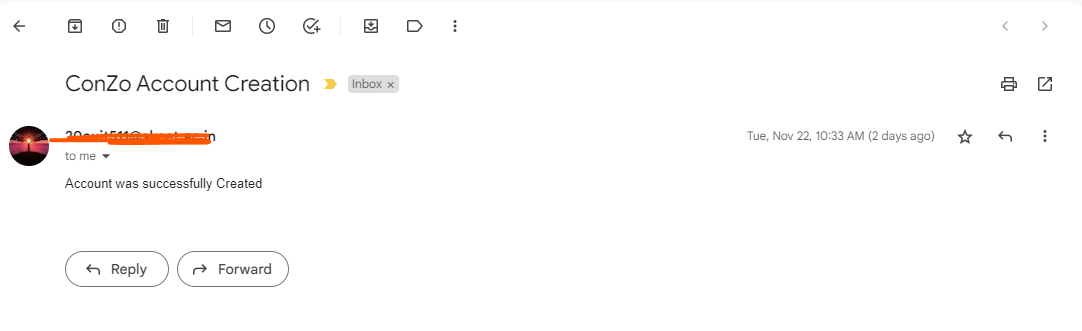 ConZo Account Creation
Inbox ×
Tue, Nov 22, 10:33 AM (2 days ago)
to me
Account was successfully Created
Reply
Forward